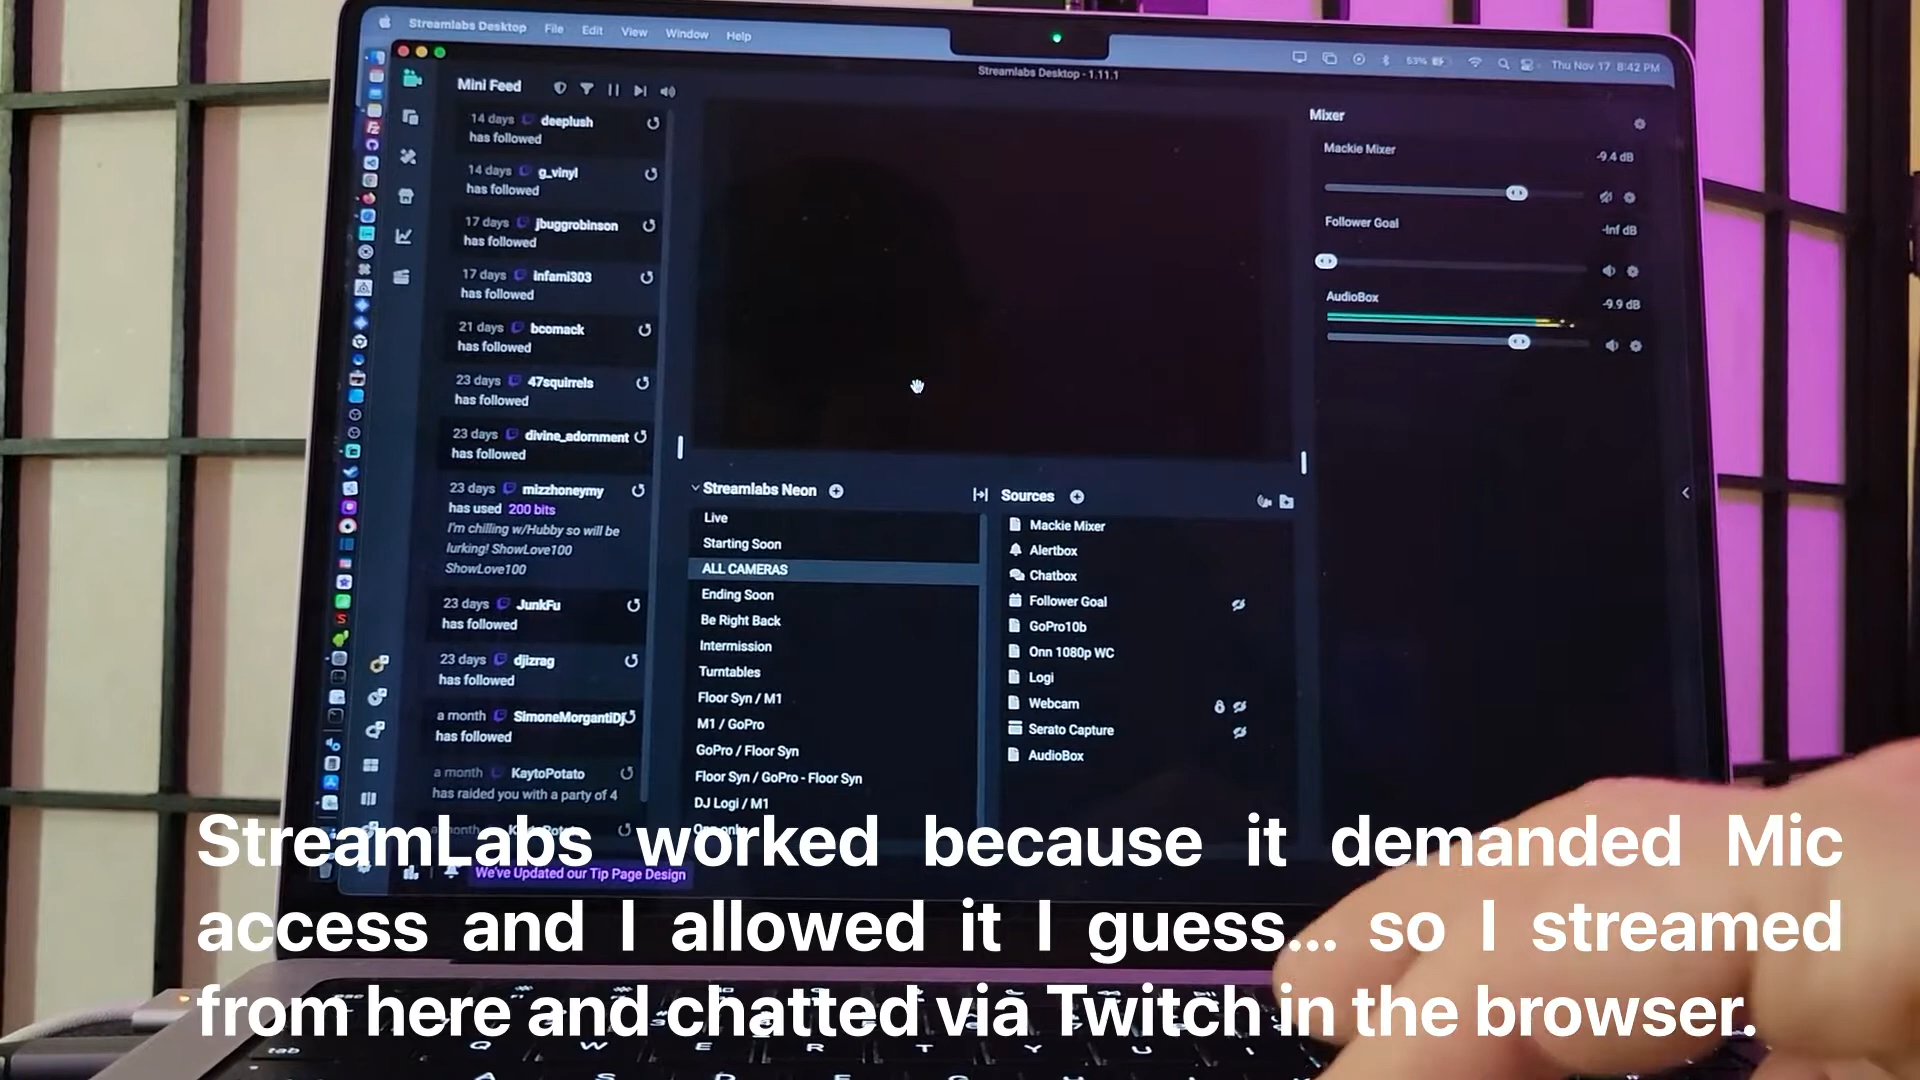 Streamlabs Desktop File Edit View Window Help
53% Thu Nov 17 8:42 PM
Streamlabs Desktop - 1.11.1
Mini Feed
14 days deeplush
has followed
14 days g_vinyl
has followed
17 days jbuggrobinson
has followed
17 days infami303
has followed
21 days bcomack
has followed
23 days 47squirrels
has followed
23 days divine_adornment
has followed
23 days mizzhoneymy
has used 200 bits
I'm chilling w/Hubby so will be
lurking! ShowLove100
ShowLove100
23 days JunkFu
has followed
23 days djizrag
has followed
a month SimoneMorgantiDj
has followed
a month KaytoPotato
has raided you with a party of 4
We've Updated our Tip Page Design
Streamlabs Neon
Live
Starting Soon
ALL CAMERAS
Ending Soon
Be Right Back
Intermission
Turntables
Floor Syn / M1
M1 / GoPro
GoPro / Floor Syn
Floor Syn / GoPro - Floor Syn
DJ Logi / M1
Sources
Mackie Mixer
Alertbox
Chatbox
Follower Goal
GoPro10b
Onn 1080p WC
Logi
Webcam
Serato Capture
AudioBox
Mixer
Mackie Mixer -9.4 dB
Follower Goal -Inf dB
AudioBox -9.9 dB
StreamLabs worked because it demanded Mic
access and I allowed it I guess... so I streamed
from here and chatted via Twitch in the browser.
tab Q W E R T Y U I